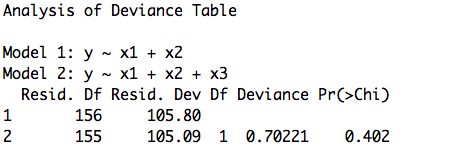 Analysis of Deviance Table

Model 1: y ~ x1 + x2
Model 2: y ~ x1 + x2 + x3
  Resid. Df Resid. Dev Df Deviance Pr(>Chi)
1       156     105.80
2       155     105.09  1  0.70221    0.402